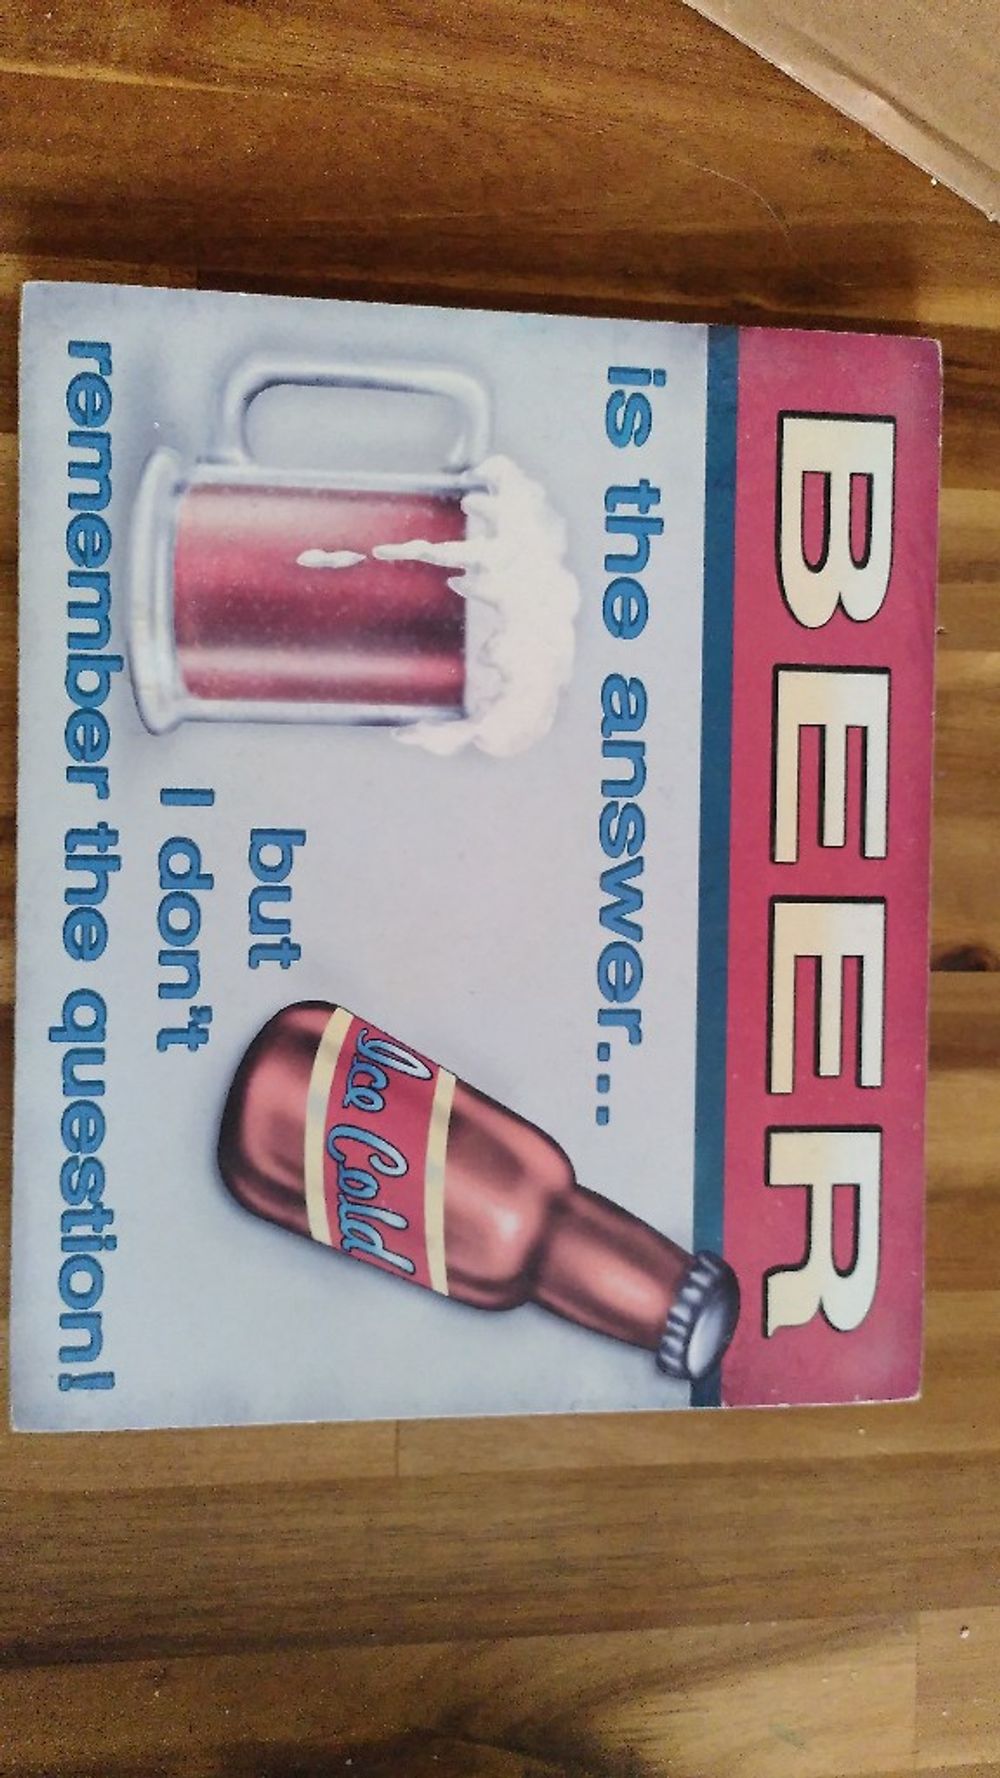 BEER
is the answer...
Ice Cold
but
I don't
remember the question!